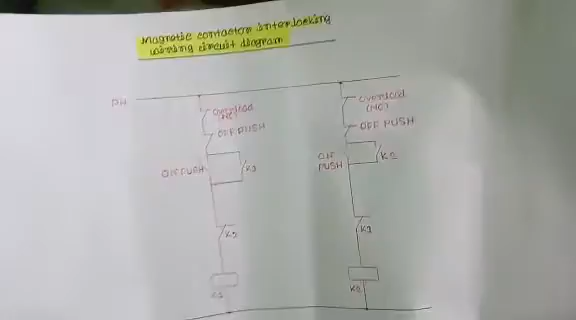 Magnetic contactor interlocking
wiring circuit diagram
PH
Overload
(NC)
OFF PUSH
ON PUSH
K1
K2
K1
Overload
(NC)
OFF PUSH
ON
PUSH
K2
K1
K2